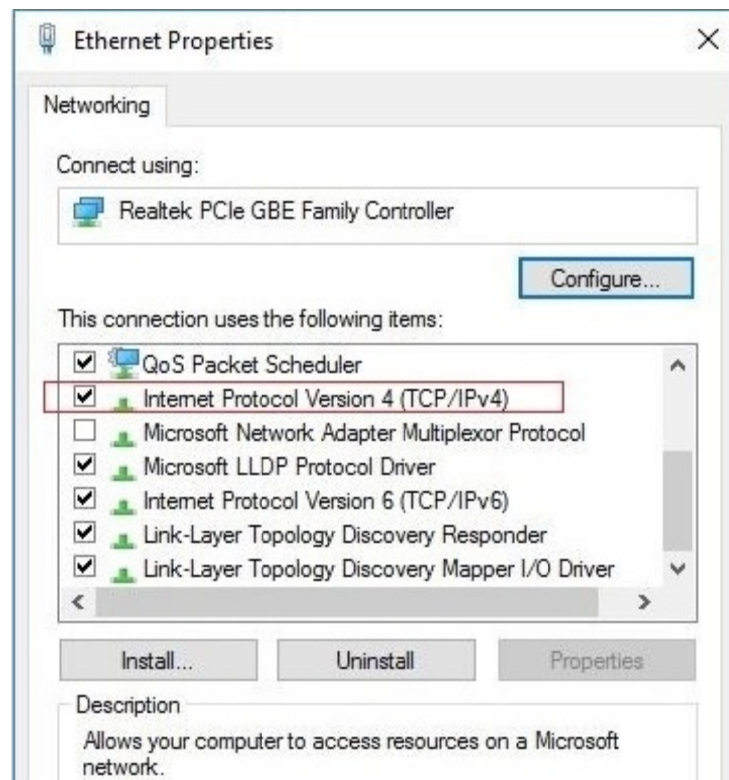 Ethernet Properties
Networking
Connect using:
Realtek PCIe GBE Family Controller
Configure...
This connection uses the following items:
QoS Packet Scheduler
Internet Protocol Version 4 (TCP/IPv4)
Microsoft Network Adapter Multiplexor Protocol
Microsoft LLDP Protocol Driver
Internet Protocol Version 6 (TCP/IPv6)
Link-Layer Topology Discovery Responder
Link-Layer Topology Discovery Mapper I/O Driver
Install...
Uninstall
Properties
Description
Allows your computer to access resources on a Microsoft
network.